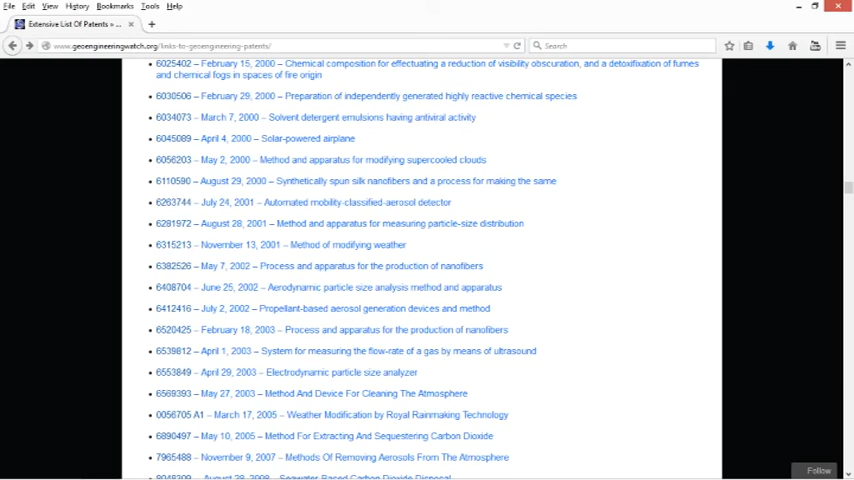 File Edit View History Bookmarks Tools Help
Extensive List Of Patents » ... × +
www.geoengineeringwatch.org/links-to-geoengineering-patents/ Search
6025402 – February 15, 2000 – Chemical composition for effectuating a reduction of visibility obscuration, and a detoxifixation of fumes
and chemical fogs in spaces of fire origin
6030506 – February 29, 2000 – Preparation of independently generated highly reactive chemical species
6034073 – March 7, 2000 – Solvent detergent emulsions having antiviral activity
6045089 – April 4, 2000 – Solar-powered airplane
6056203 – May 2, 2000 – Method and apparatus for modifying supercooled clouds
6110590 – August 29, 2000 – Synthetically spun silk nanofibers and a process for making the same
6263744 – July 24, 2001 – Automated mobility-classified-aerosol detector
6281972 – August 28, 2001 – Method and apparatus for measuring particle-size distribution
6315213 – November 13, 2001 – Method of modifying weather
6382526 – May 7, 2002 – Process and apparatus for the production of nanofibers
6408704 – June 25, 2002 – Aerodynamic particle size analysis method and apparatus
6412416 – July 2, 2002 – Propellant-based aerosol generation devices and method
6520425 – February 18, 2003 – Process and apparatus for the production of nanofibers
6539812 – April 1, 2003 – System for measuring the flow-rate of a gas by means of ultrasound
6553849 – April 29, 2003 – Electrodynamic particle size analyzer
6569393 – May 27, 2003 – Method And Device For Cleaning The Atmosphere
0056705 A1 – March 17, 2005 – Weather Modification by Royal Rainmaking Technology
6890497 – May 10, 2005 – Method For Extracting And Sequestering Carbon Dioxide
7965488 – November 9, 2007 – Methods Of Removing Aerosols From The Atmosphere
8048309 – August 28, 2008 – Seawater-Based Carbon Dioxide Disposal
Follow